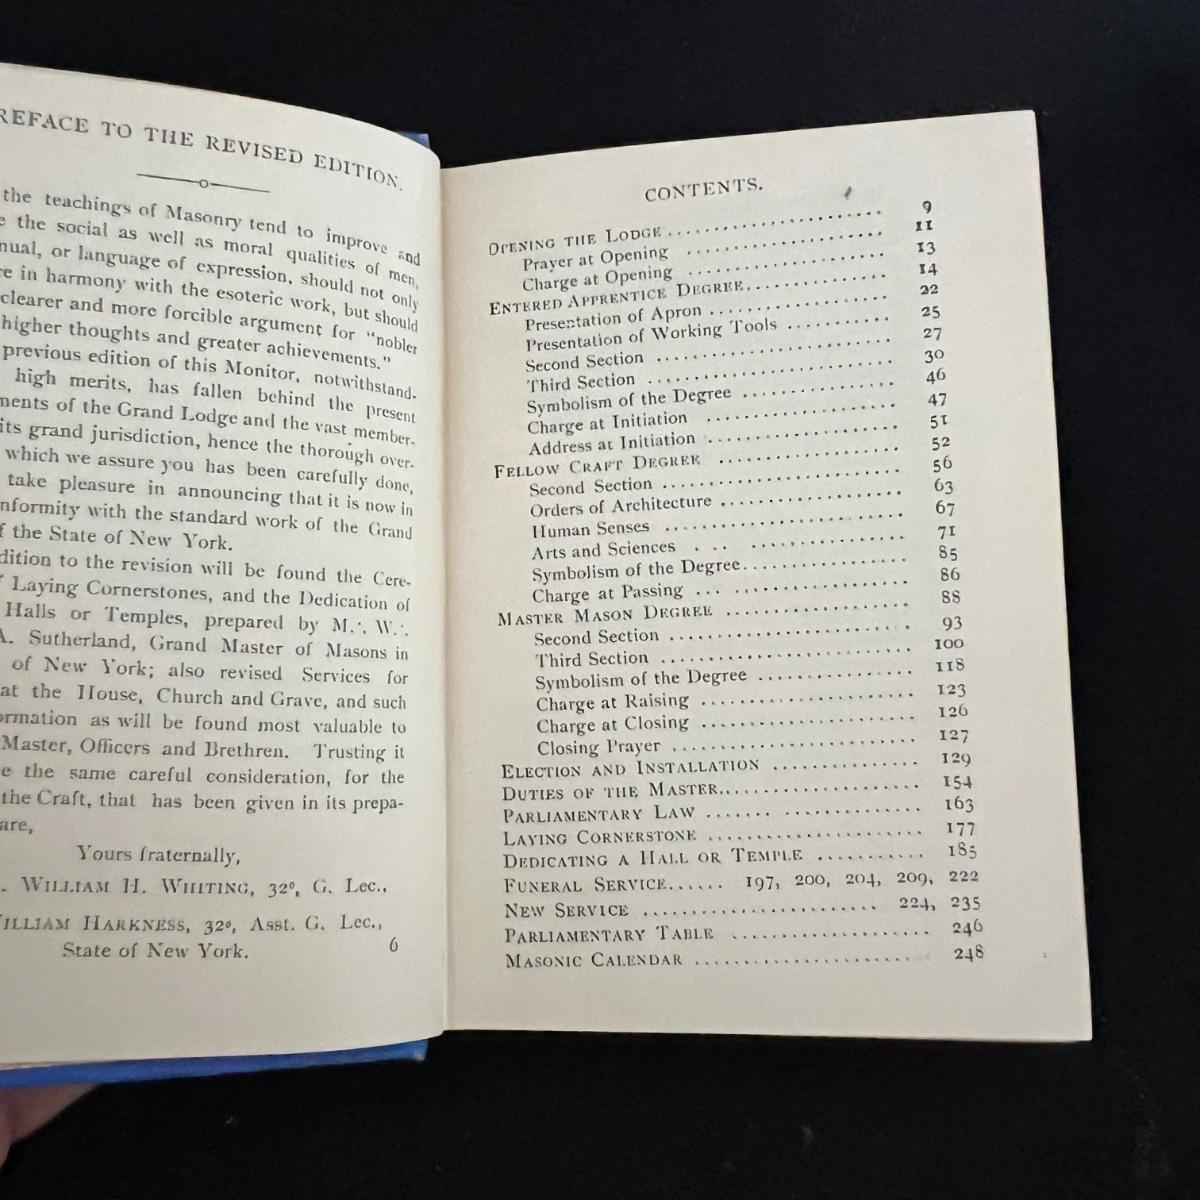 REFACE TO THE REVISED EDITION.
the teachings of Masonry tend to improve and
the social as well as moral qualities of men,
nual, or language of expression, should not only
in harmony with the esoteric work, but should
clearer and more forcible argument for "nobler
higher thoughts and greater achievements."
previous edition of this Monitor, notwithstand-
high merits, has fallen behind the present
ments of the Grand Lodge and the vast member-
its grand jurisdiction, hence the thorough over-
which we assure you has been carefully done,
take pleasure in announcing that it is now in
nformity with the standard work of the Grand
f the State of New York.
dition to the revision will be found the Cere-
Laying Cornerstones, and the Dedication of
Halls or Temples, prepared by M∴ W∴
A. Sutherland, Grand Master of Masons in
of New York; also revised Services for
at the House, Church and Grave, and such
ormation as will be found most valuable to
Master, Officers and Brethren. Trusting it
e the same careful consideration, for the
the Craft, that has been given in its prepa-
are,
Yours fraternally,
. WILLIAM H. WHITING, 32°, G. Lec.,
ILLIAM HARKNESS, 32°, Asst. G. Lec.,
State of New York.
6
CONTENTS.
OPENING THE LODGE .................... 9
Prayer at Opening .................... 11
Charge at Opening .................... 13
ENTERED APPRENTICE DEGREE............. 14
Presentation of Apron ................ 22
Presentation of Working Tools ........ 25
Second Section ....................... 27
Third Section ........................ 30
Symbolism of the Degree .............. 46
Charge at Initiation ................. 47
Address at Initiation ................ 51
FELLOW CRAFT DEGREE .................. 52
Second Section ....................... 56
Orders of Architecture ............... 63
Human Senses ......................... 67
Arts and Sciences . . . .............. 71
Symbolism of the Degree............... 85
Charge at Passing ... ................ 86
MASTER MASON DEGREE .................. 88
Second Section ....................... 93
Third Section ........................ 100
Symbolism of the Degree .............. 118
Charge at Raising .................... 123
Charge at Closing .................... 126
Closing Prayer ....................... 127
ELECTION AND INSTALLATION ............ 129
DUTIES OF THE MASTER.................. 154
PARLIAMENTARY LAW ....... ............ 163
LAYING CORNERSTONE ................... 177
DEDICATING A HALL OR TEMPLE .......... 185
FUNERAL SERVICE...... 197, 200, 204, 209, 222
NEW SERVICE ...................... 224, 235
PARLIAMENTARY TABLE .................. 246
MASONIC CALENDAR ..................... 248